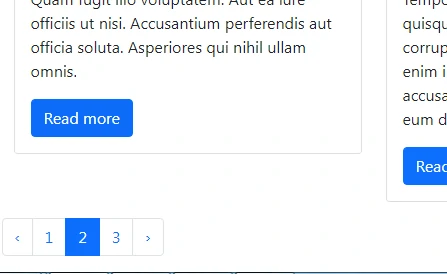 Quam fugit illo voluptatem. Aut ea iure
officiis ut nisi. Accusantium perferendis aut
officia soluta. Asperiores qui nihil ullam
omnis.
Read more
quisqu
corrup
enim i
accusa
eum d
Read
‹ 1 2 3 ›